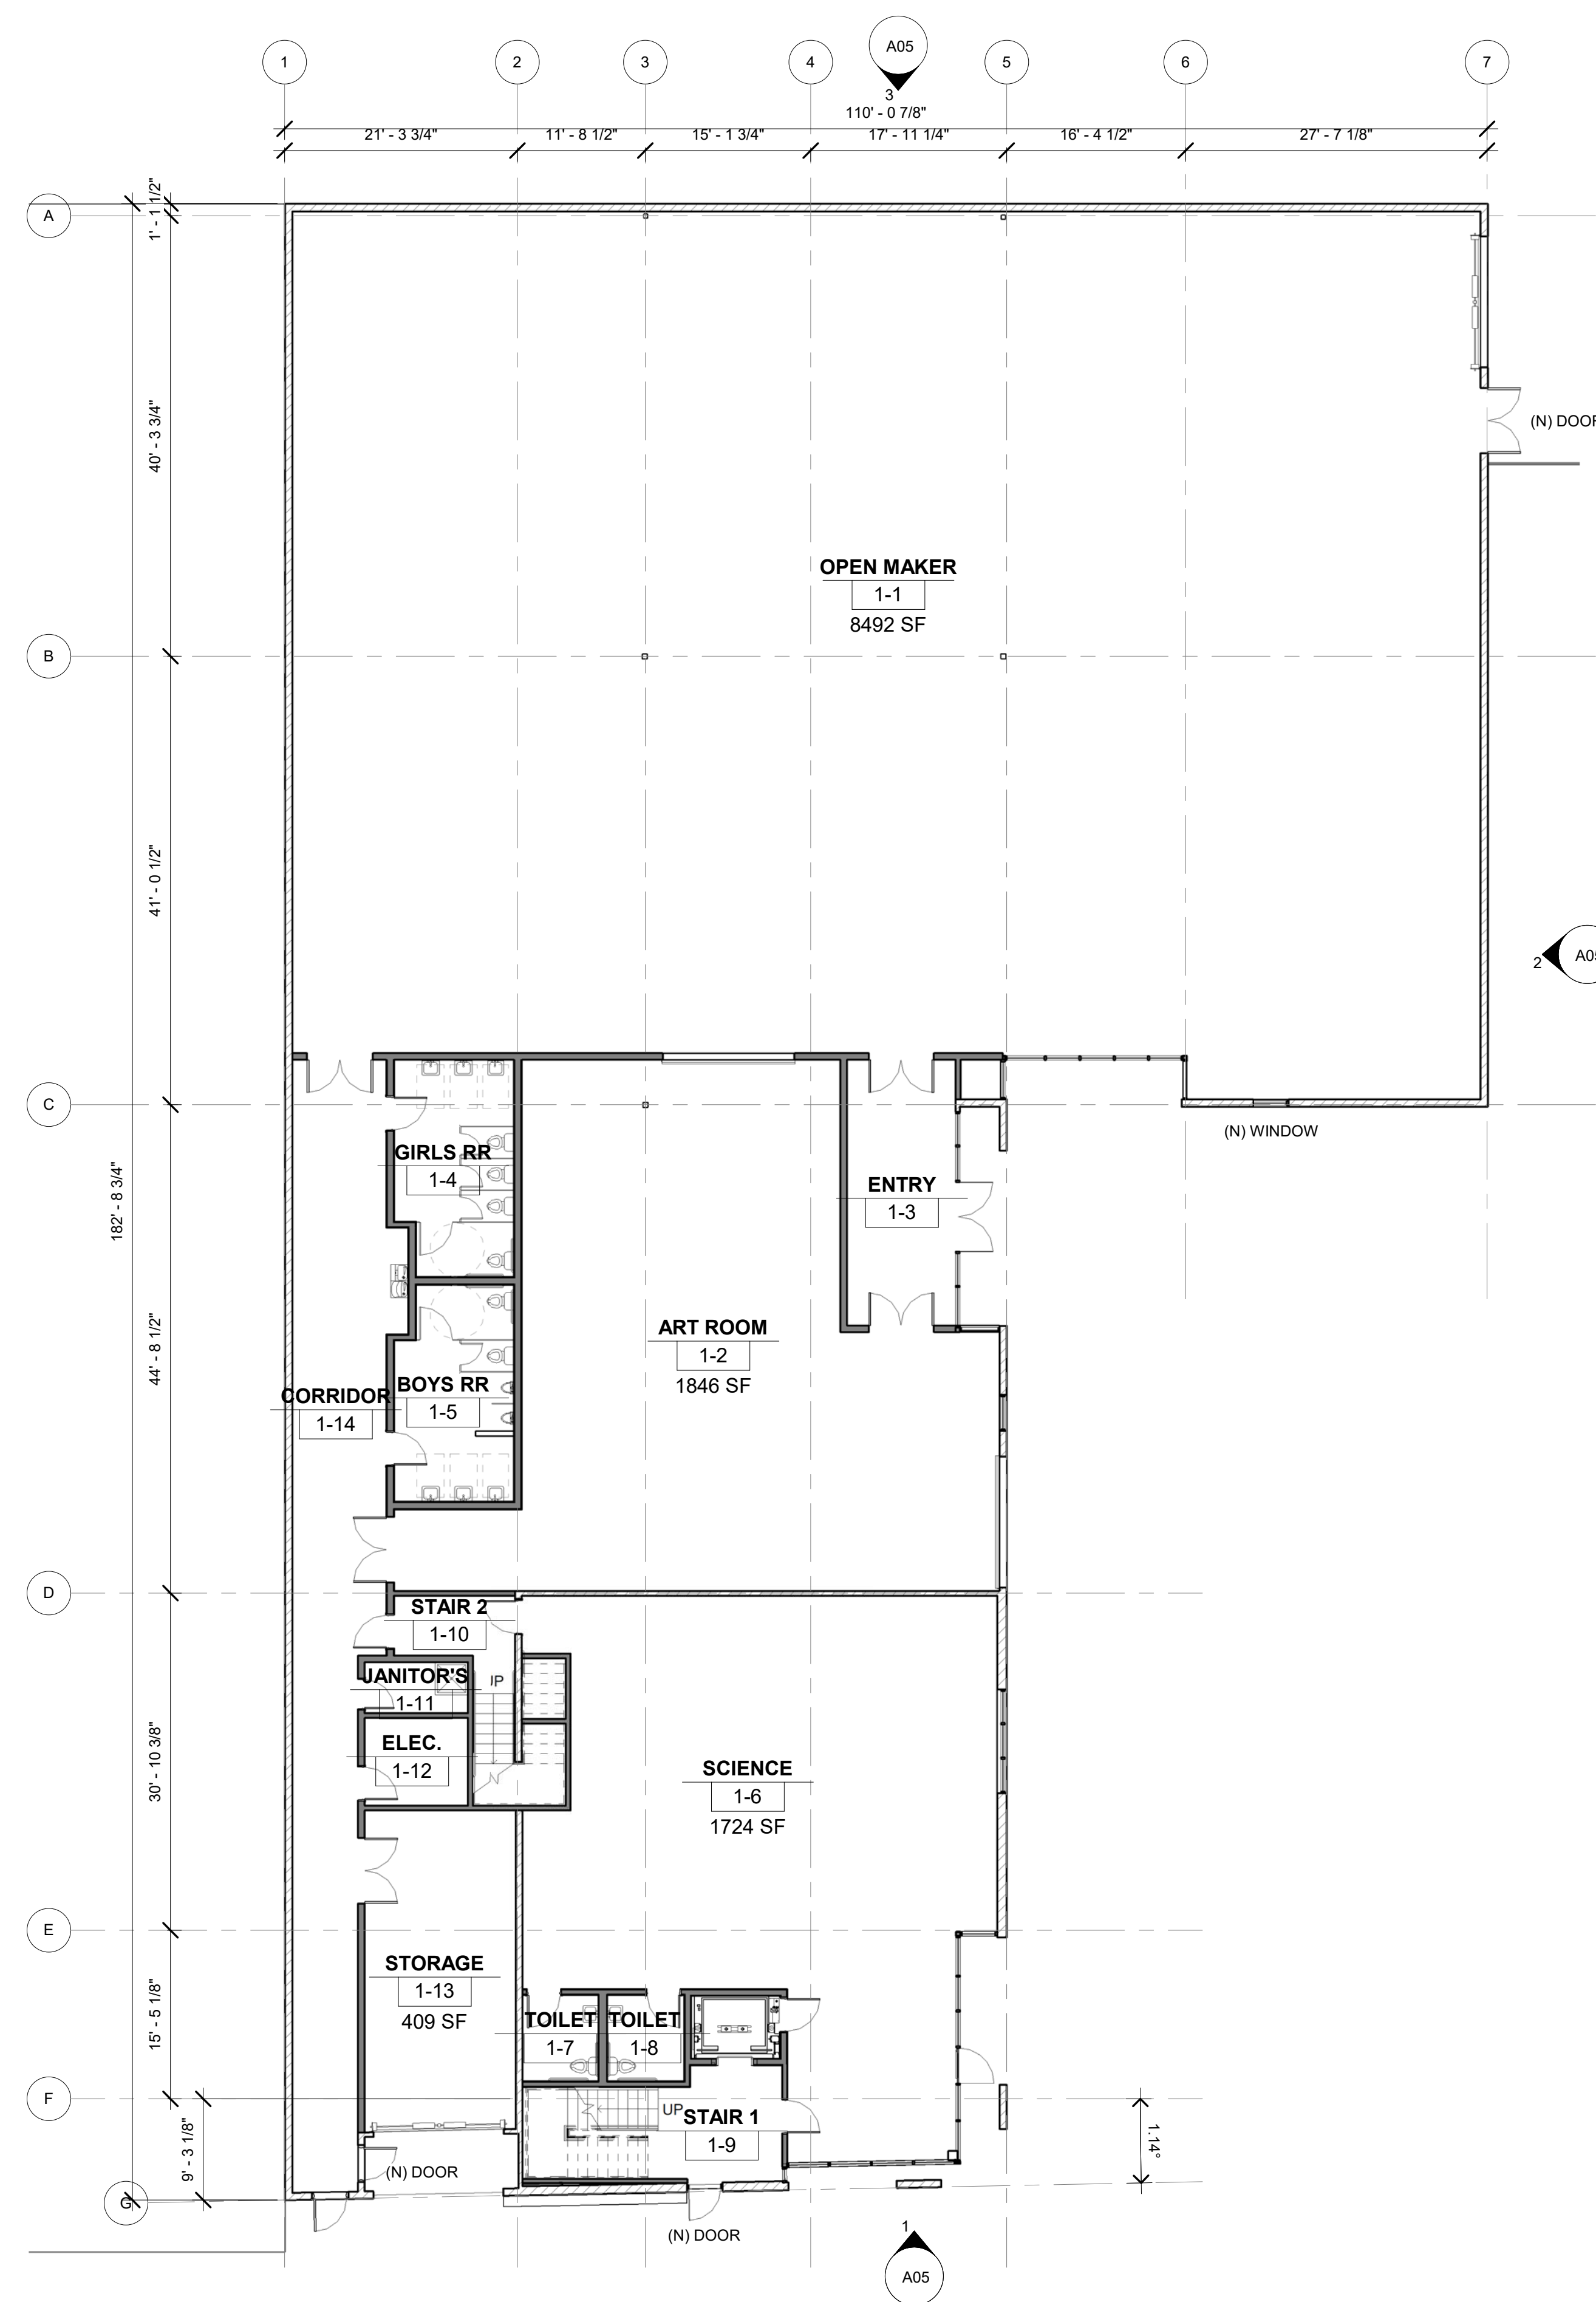 A05
1
2
3
4
5
6
7
3
110' - 0 7/8"
21' - 3 3/4"
11' - 8 1/2"
15' - 1 3/4"
17' - 11 1/4"
16' - 4 1/2"
27' - 7 1/8"
1' - 1 1/2"
A
40' - 3 3/4"
(N) DOOR
OPEN MAKER
1-1
8492 SF
B
41' - 0 1/2"
2
C
(N) WINDOW
182' - 8 3/4"
GIRLS RR
1-4
ENTRY
1-3
44' - 8 1/2"
ART ROOM
1-2
1846 SF
CORRIDOR
1-14
BOYS RR
1-5
D
STAIR 2
1-10
JANITOR'S
1-11
ELEC.
1-12
30' - 10 3/8"
SCIENCE
1-6
1724 SF
E
STORAGE
1-13
409 SF
15' - 5 1/8"
TOILET
1-7
TOILET
1-8
F
UP
STAIR 1
1-9
1.14°
9' - 3 1/8"
(N) DOOR
G
(N) DOOR
1
A05